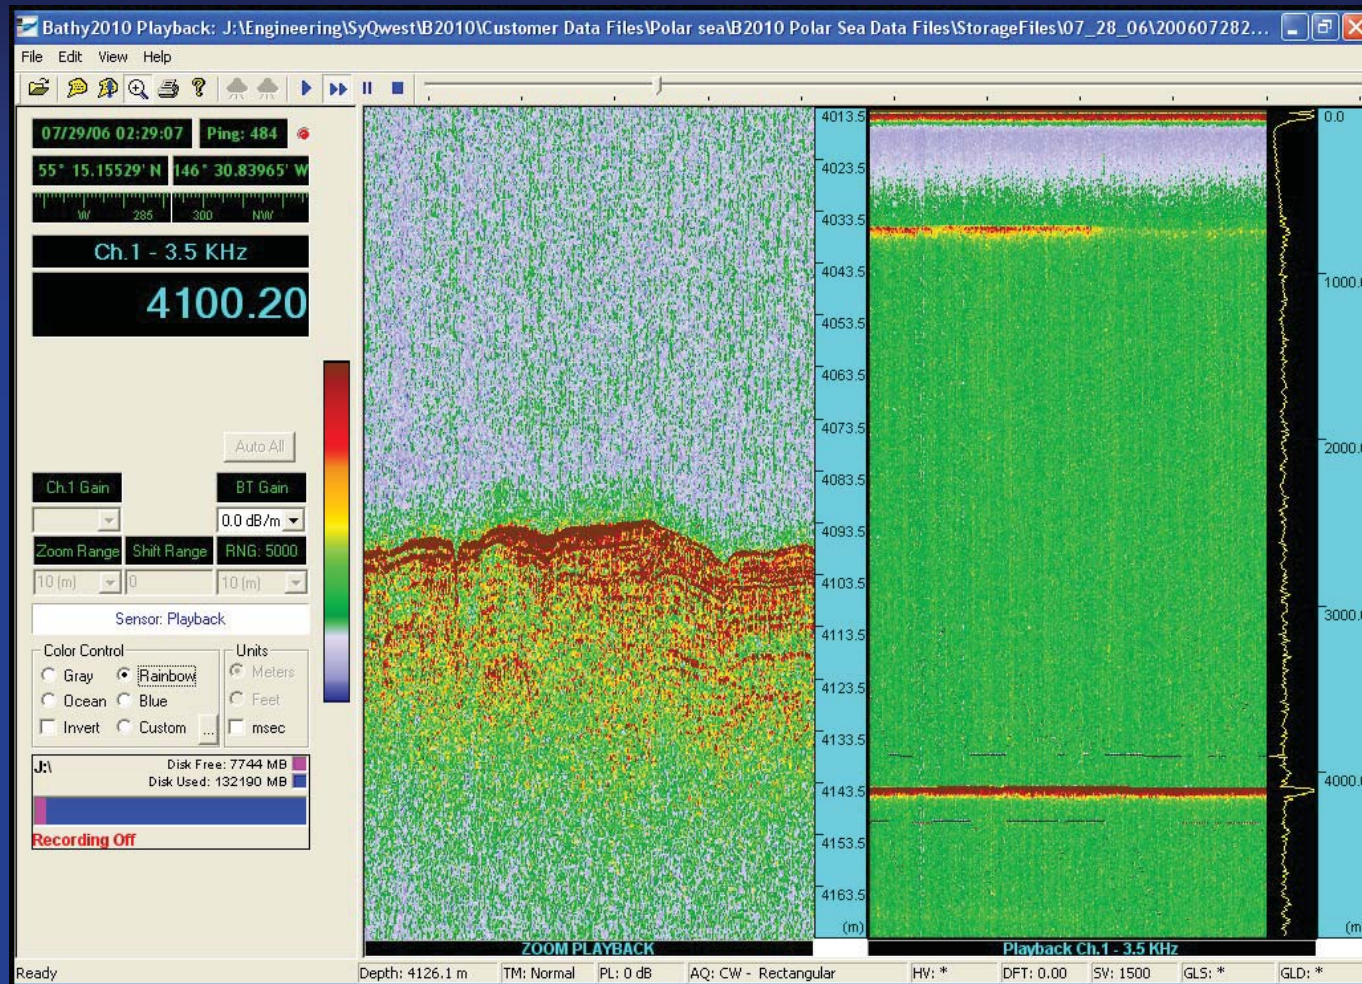 Bathy2010 Playback: J:\Engineering\SyQwest\B2010\Customer Data Files\Polar sea\B2010 Polar Sea Data Files\StorageFiles\07_28_06\200607282...
File Edit View Help
07/29/06 02:29:07 Ping: 484
55° 15.15529' N 146° 30.83965' W
W 285 300 NW
Ch.1 - 3.5 KHz
4100.20
Auto All
Ch.1 Gain BT Gain
0.0 dB/m
Zoom Range Shift Range RNG: 5000
10 (m) 0 10 (m)
Sensor: Playback
Color Control Units
Gray Rainbow Meters
Ocean Blue Feet
Invert Custom ... msec
J:\ Disk Free: 7744 MB
Disk Used: 132190 MB
Recording Off
4013.5
4023.5
4033.5
4043.5
4053.5
4063.5
4073.5
4083.5
4093.5
4103.5
4113.5
4123.5
4133.5
4143.5
4153.5
4163.5
(m)
0.0
1000.0
2000.0
3000.0
4000.0
(m
ZOOM PLAYBACK
Playback Ch.1 - 3.5 KHz
Ready Depth: 4126.1 m TM: Normal PL: 0 dB AQ: CW - Rectangular HV: * DFT: 0.00 SV: 1500 GLS: * GLD: *